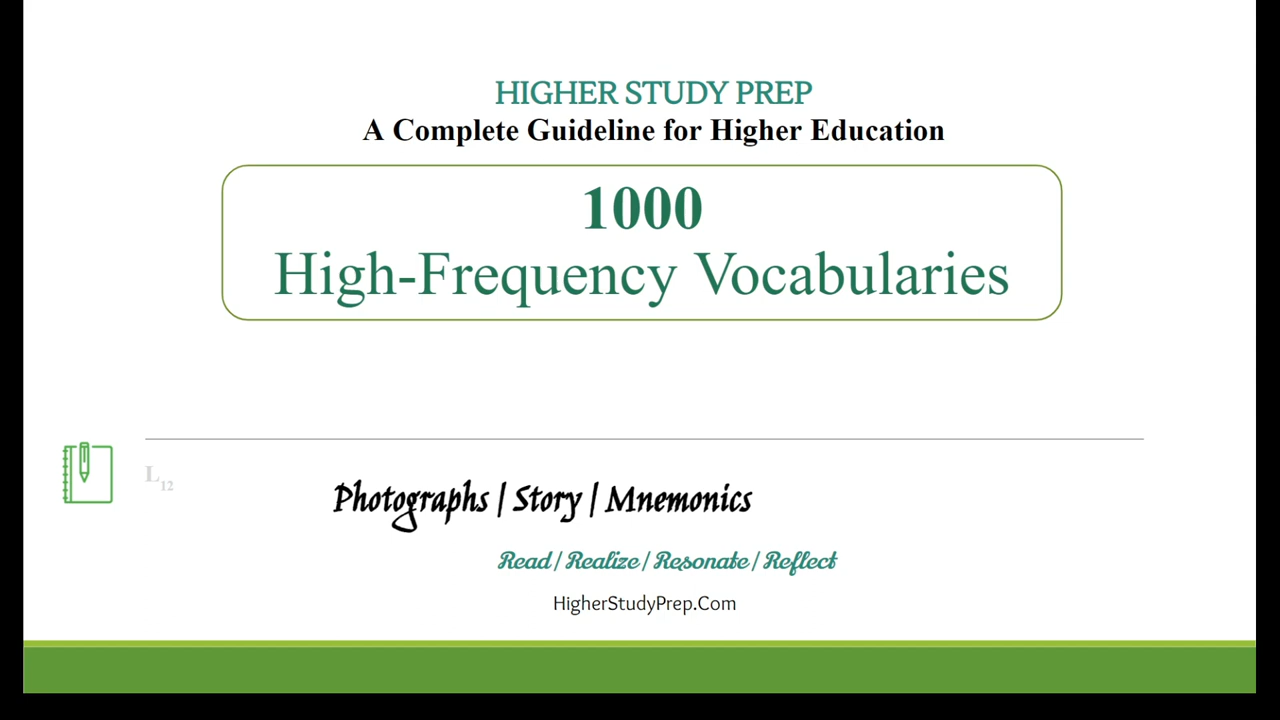 HIGHER STUDY PREP
A Complete Guideline for Higher Education
1000
High-Frequency Vocabularies
L12
Photographs | Story | Mnemonics
Read / Realize / Resonate / Reflect
HigherStudyPrep.Com